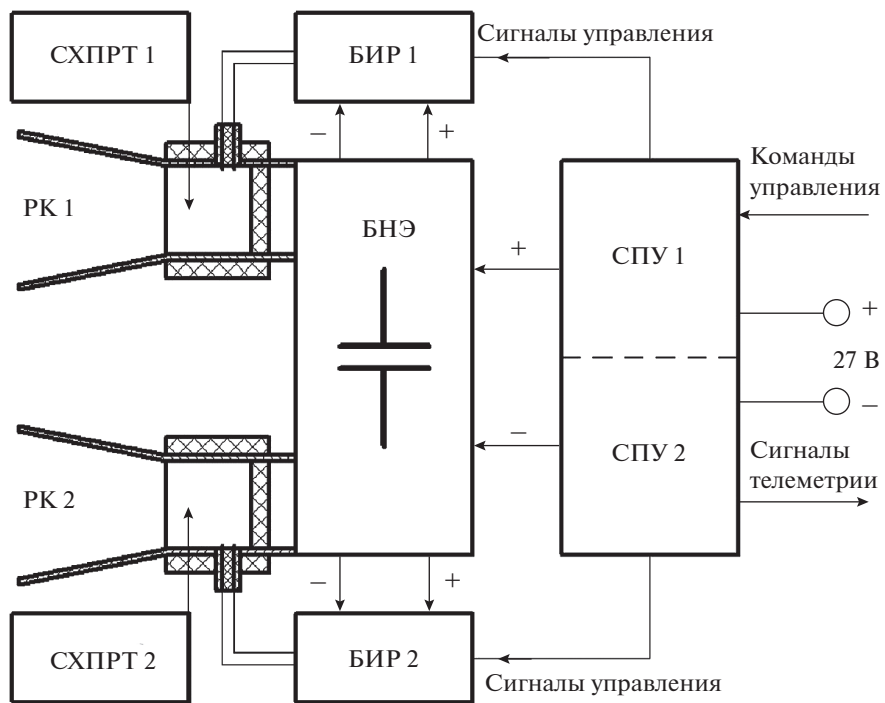 СХПРТ 1
БИР 1
Сигналы управления
– +
Команды
управления
РК 1
БНЭ
СПУ 1
+
+
27 В
–
–
СПУ 2
Сигналы
телеметрии
РК 2
– +
СХПРТ 2
БИР 2
Сигналы управления